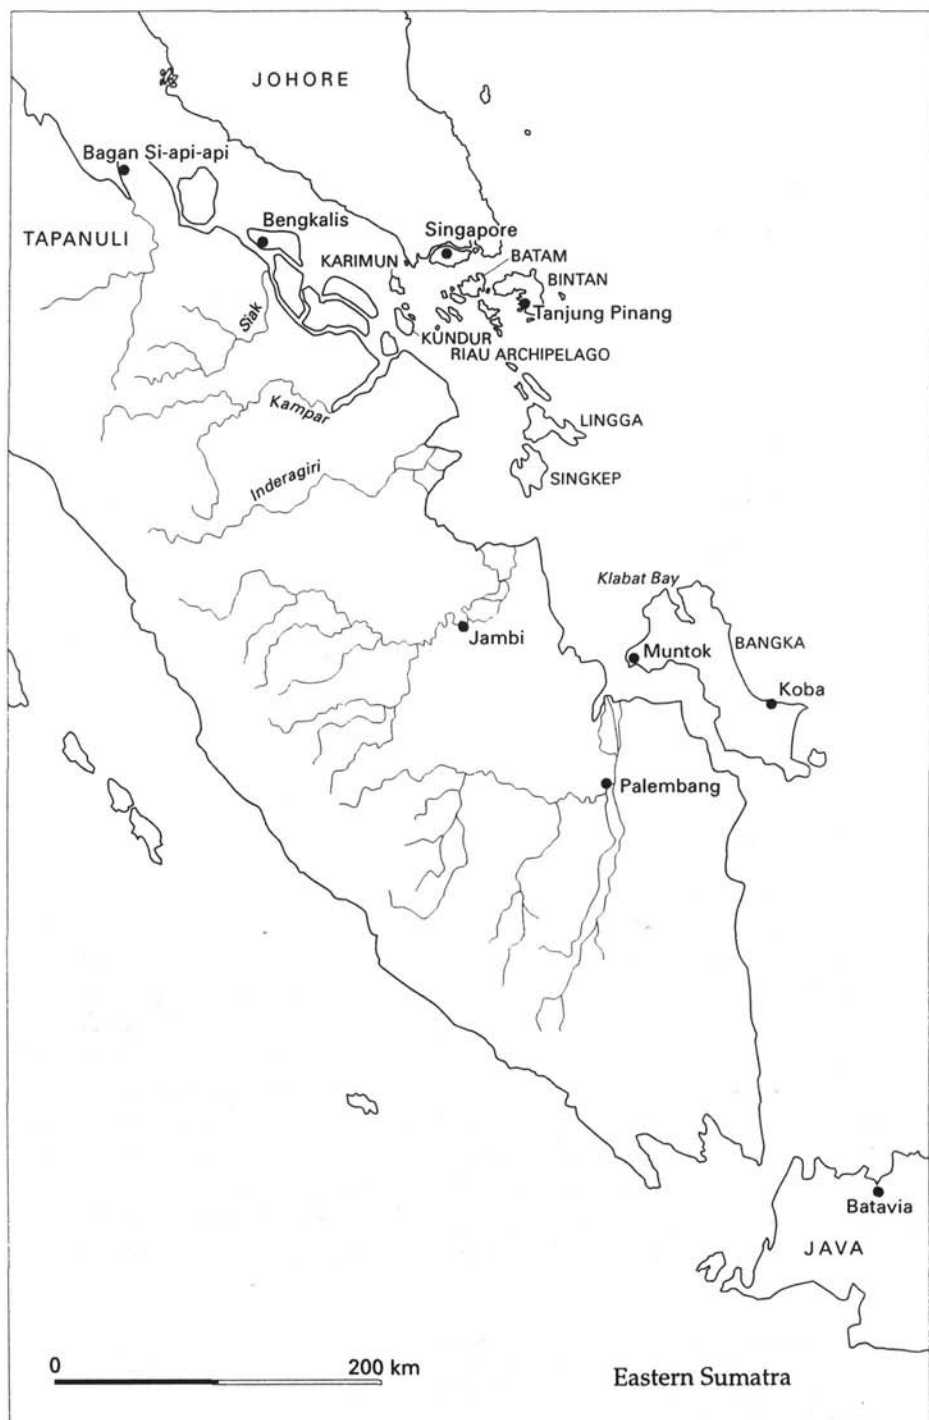 JOHORE
Bagan Si-api-api
Bengkalis
Singapore
TAPANULI
KARIMUN
BATAM
BINTAN
Siak
Tanjung Pinang
KUNDUR
RIAU ARCHIPELAGO
Kampar
LINGGA
Inderagiri
SINGKEP
Klabat Bay
Jambi
Muntok
BANGKA
Koba
Palembang
Batavia
JAVA
0 200 km
Eastern Sumatra